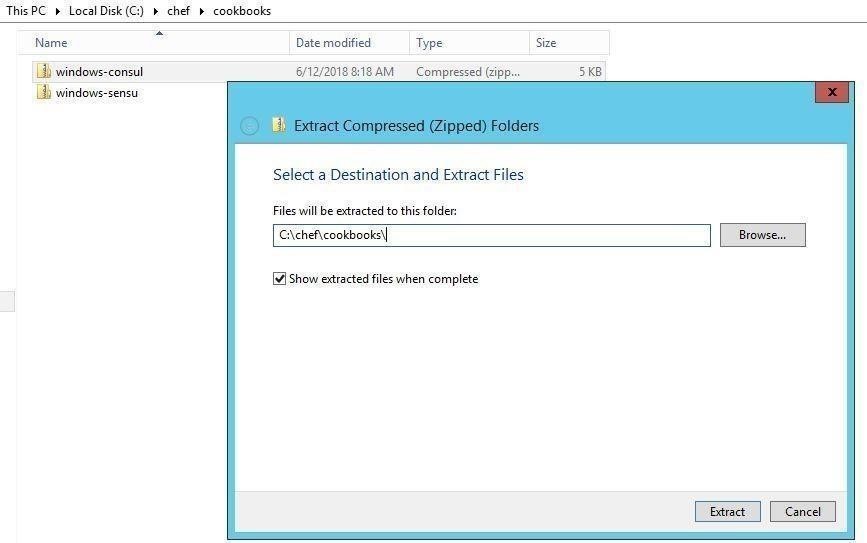 This PC Local Disk (C:) chef cookbooks
Name Date modified Type Size
windows-consul 6/12/2018 8:18 AM Compressed (zipp... 5 KB
windows-sensu
x
Extract Compressed (Zipped) Folders
Select a Destination and Extract Files
Files will be extracted to this folder:
C:\chef\cookbooks\
Browse...
Show extracted files when complete
Extract Cancel